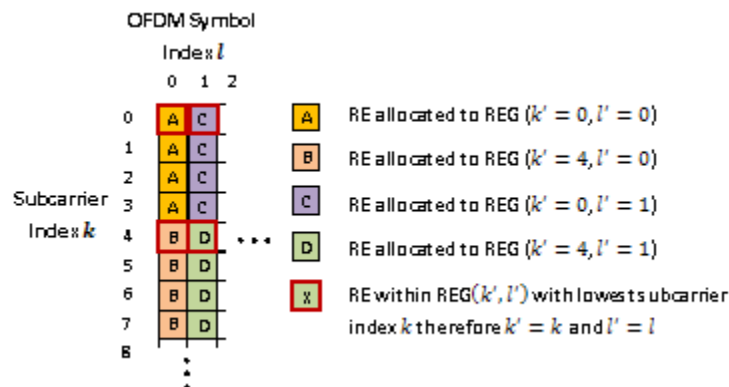 OFDM Symbol
Index l
0 1 2
0 A C A RE allocated to REG (k′ = 0, l′ = 0)
1 A C
2 A C B RE allocated to REG (k′ = 4, l′ = 0)
Subcarrier 3 A C C RE allocated to REG (k′ = 0, l′ = 1)
Index k 4 B D ... D RE allocated to REG (k′ = 4, l′ = 1)
5 B D
6 B D X RE within REG(k′, l′) with lowest subcarrier
7 B D index k therefore k′ = k and l′ = l
8